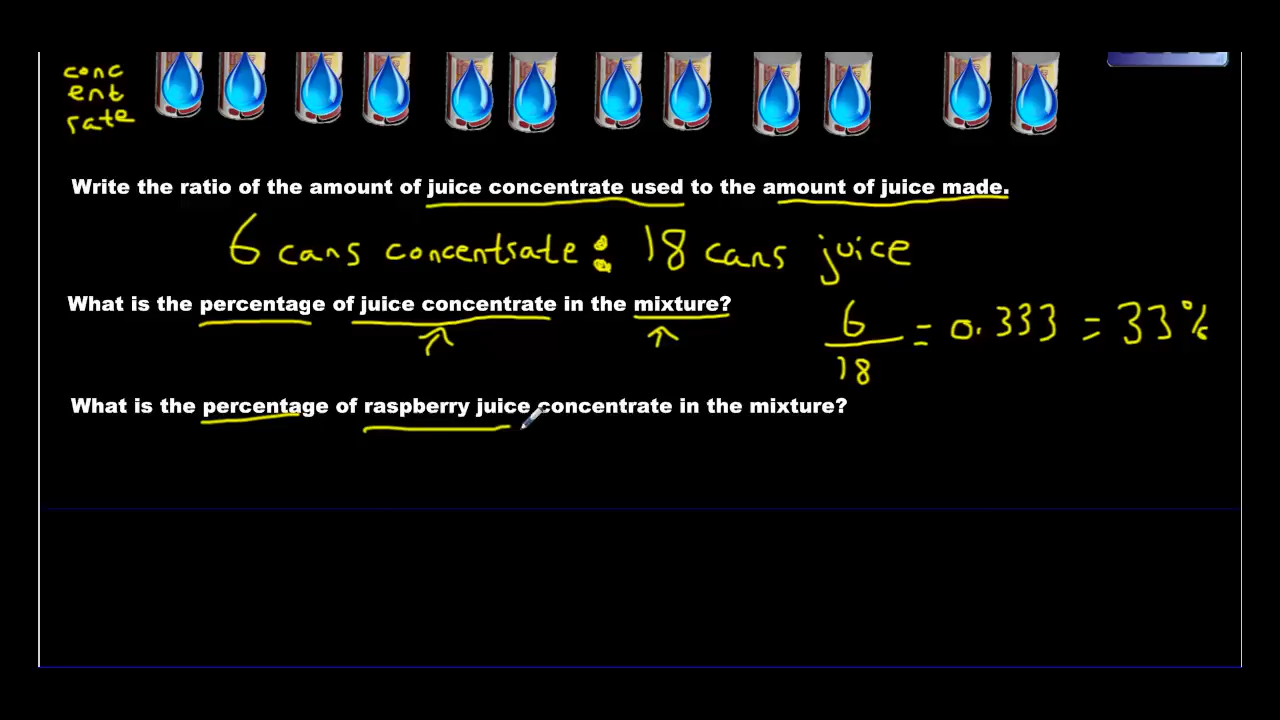 conc
ent
rate
Write the ratio of the amount of juice concentrate used to the amount of juice made.
6 cans concentrate : 18 cans juice
What is the percentage of juice concentrate in the mixture?
6/18 = 0.333 = 33%
What is the percentage of raspberry juice concentrate in the mixture?